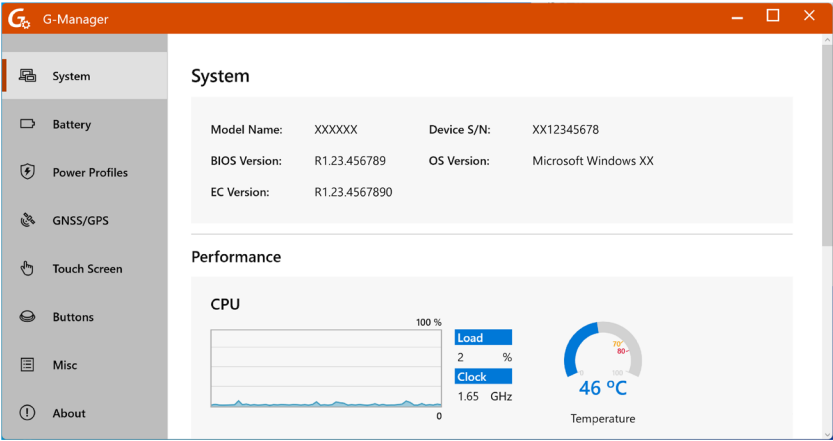 G G-Manager
System
Battery
Power Profiles
GNSS/GPS
Touch Screen
Buttons
Misc
About
System
Model Name: XXXXXX Device S/N: XX12345678
BIOS Version: R1.23.456789 OS Version: Microsoft Windows XX
EC Version: R1.23.4567890
Performance
CPU
100 %
0
Load
2 %
Clock
1.65 GHz
70
80
0 100
46 °C
Temperature